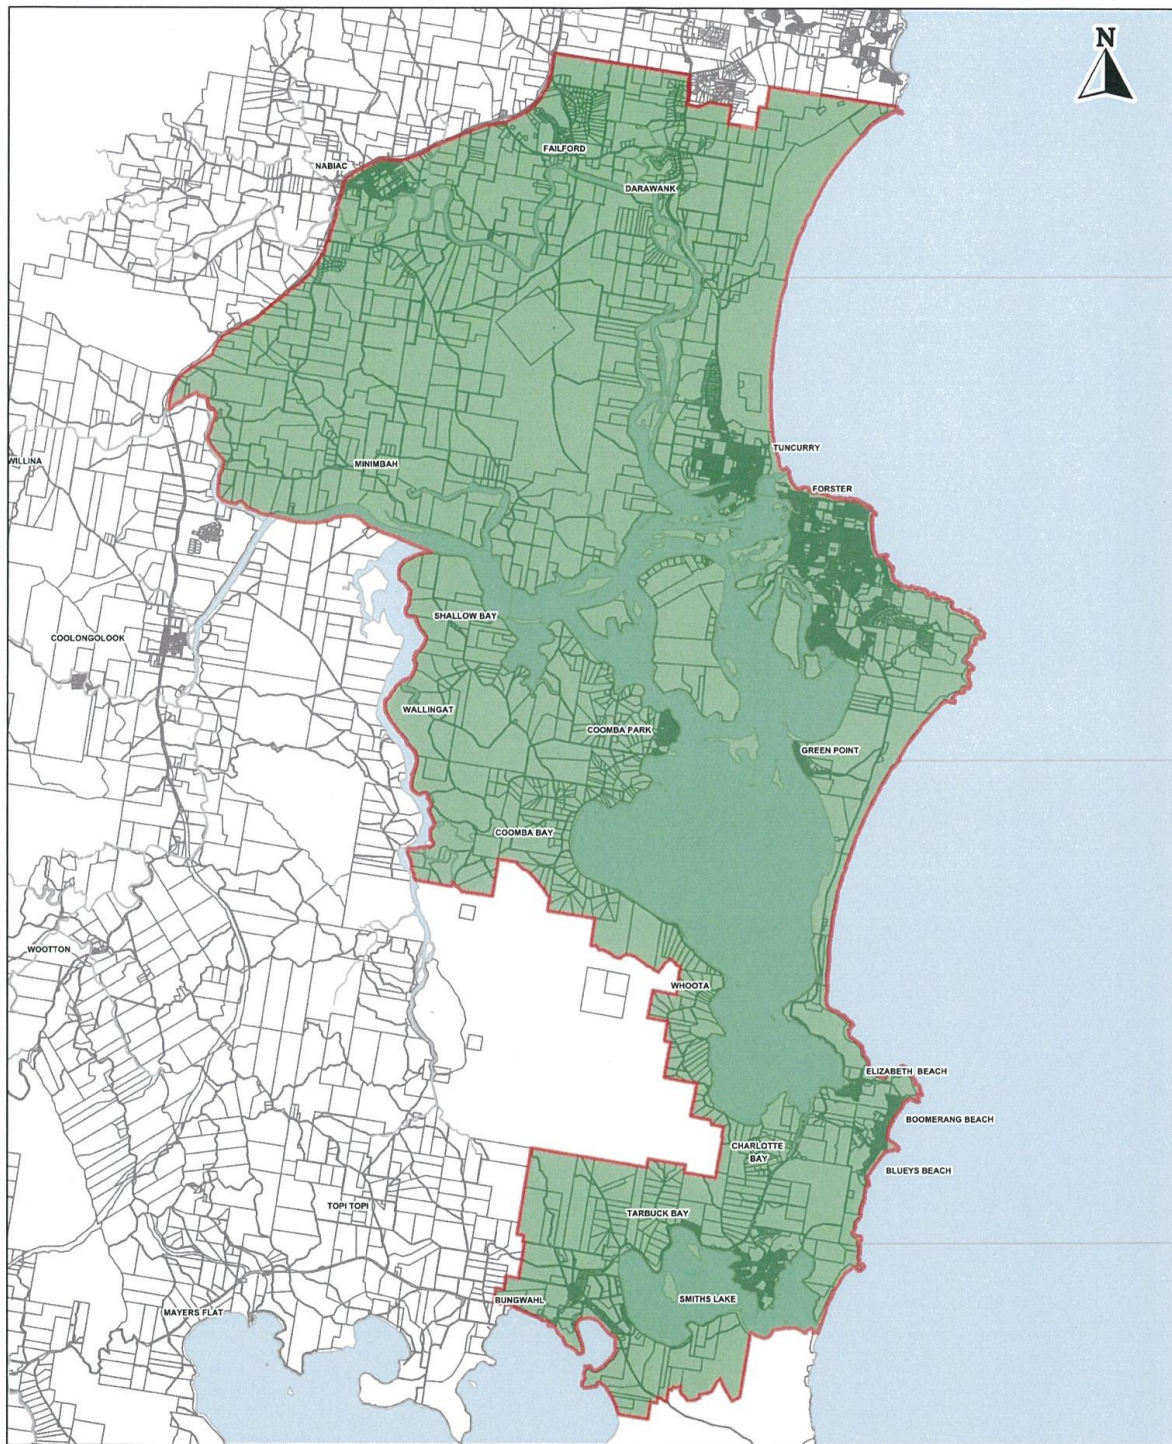 N
FAILFORD
NABIAC
DARAWANK
TUNCURRY
WILLINA
MINIMBAH
FORSTER
SHALLOW BAY
COOLONGOLOOK
WALLINGAT
COOMBA PARK
GREEN POINT
COOMBA BAY
WOOTTON
WHOOTA
ELIZABETH BEACH
BOOMERANG BEACH
CHARLOTTE
BAY
BLUEYS BEACH
TOPI TOPI
TARBUCK BAY
BUNGWAHL
SMITHS LAKE
MAYERS FLAT